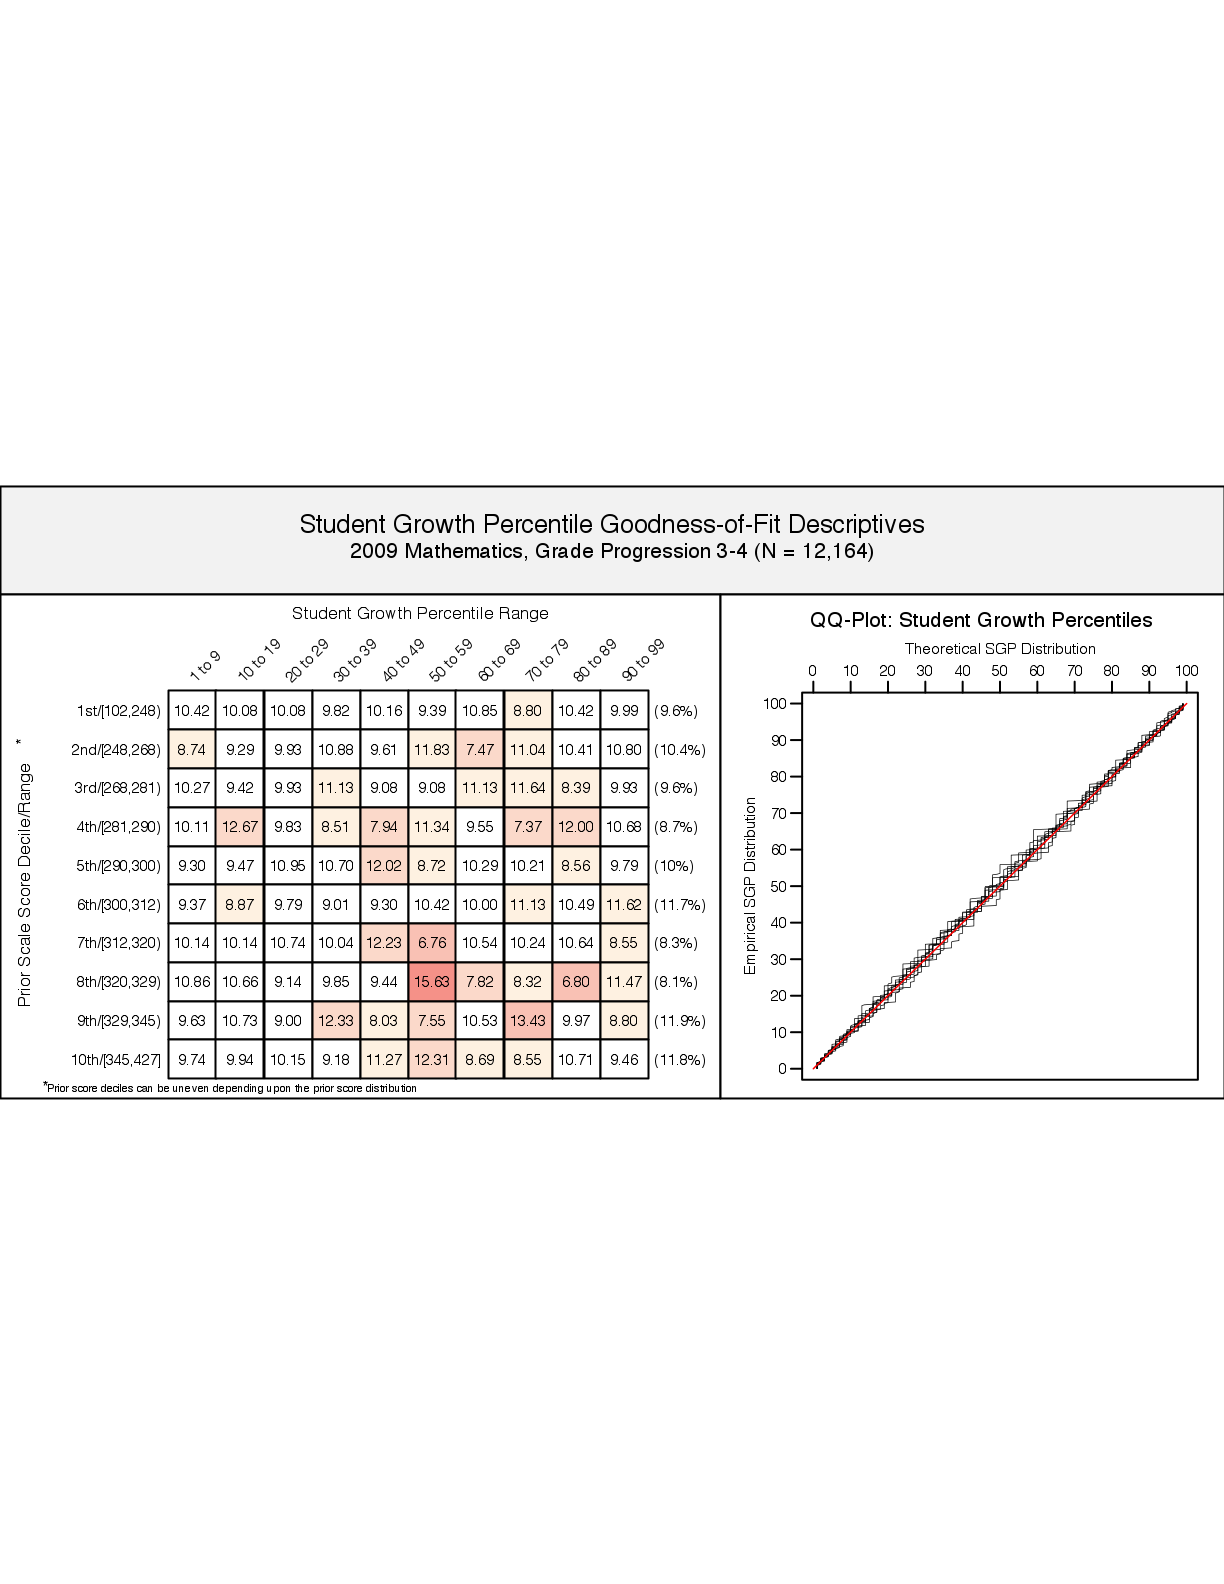 Student Growth Percentile Goodness-of-Fit Descriptives
2009 Mathematics, Grade Progression 3-4 (N = 12,164)
Student Growth Percentile Range
1 to 9 10 to 19 20 to 29 30 to 39 40 to 49 50 to 59 60 to 69 70 to 79 80 to 89 90 to 99
Prior Scale Score Decile/Range *
1st/[102,248) 10.42 10.08 10.08 9.82 10.16 9.39 10.85 8.80 10.42 9.99 (9.6%)
2nd/[248,268) 8.74 9.29 9.93 10.88 9.61 11.83 7.47 11.04 10.41 10.80 (10.4%)
3rd/[268,281) 10.27 9.42 9.93 11.13 9.08 9.08 11.13 11.64 8.39 9.93 (9.6%)
4th/[281,290) 10.11 12.67 9.83 8.51 7.94 11.34 9.55 7.37 12.00 10.68 (8.7%)
5th/[290,300) 9.30 9.47 10.95 10.70 12.02 8.72 10.29 10.21 8.56 9.79 (10%)
6th/[300,312) 9.37 8.87 9.79 9.01 9.30 10.42 10.00 11.13 10.49 11.62 (11.7%)
7th/[312,320) 10.14 10.14 10.74 10.04 12.23 6.76 10.54 10.24 10.64 8.55 (8.3%)
8th/[320,329) 10.86 10.66 9.14 9.85 9.44 15.63 7.82 8.32 6.80 11.47 (8.1%)
9th/[329,345) 9.63 10.73 9.00 12.33 8.03 7.55 10.53 13.43 9.97 8.80 (11.9%)
10th/[345,427] 9.74 9.94 10.15 9.18 11.27 12.31 8.69 8.55 10.71 9.46 (11.8%)
*Prior score deciles can be uneven depending upon the prior score distribution
QQ-Plot: Student Growth Percentiles
Theoretical SGP Distribution
0 10 20 30 40 50 60 70 80 90 100
Empirical SGP Distribution
100
90
80
70
60
50
40
30
20
10
0